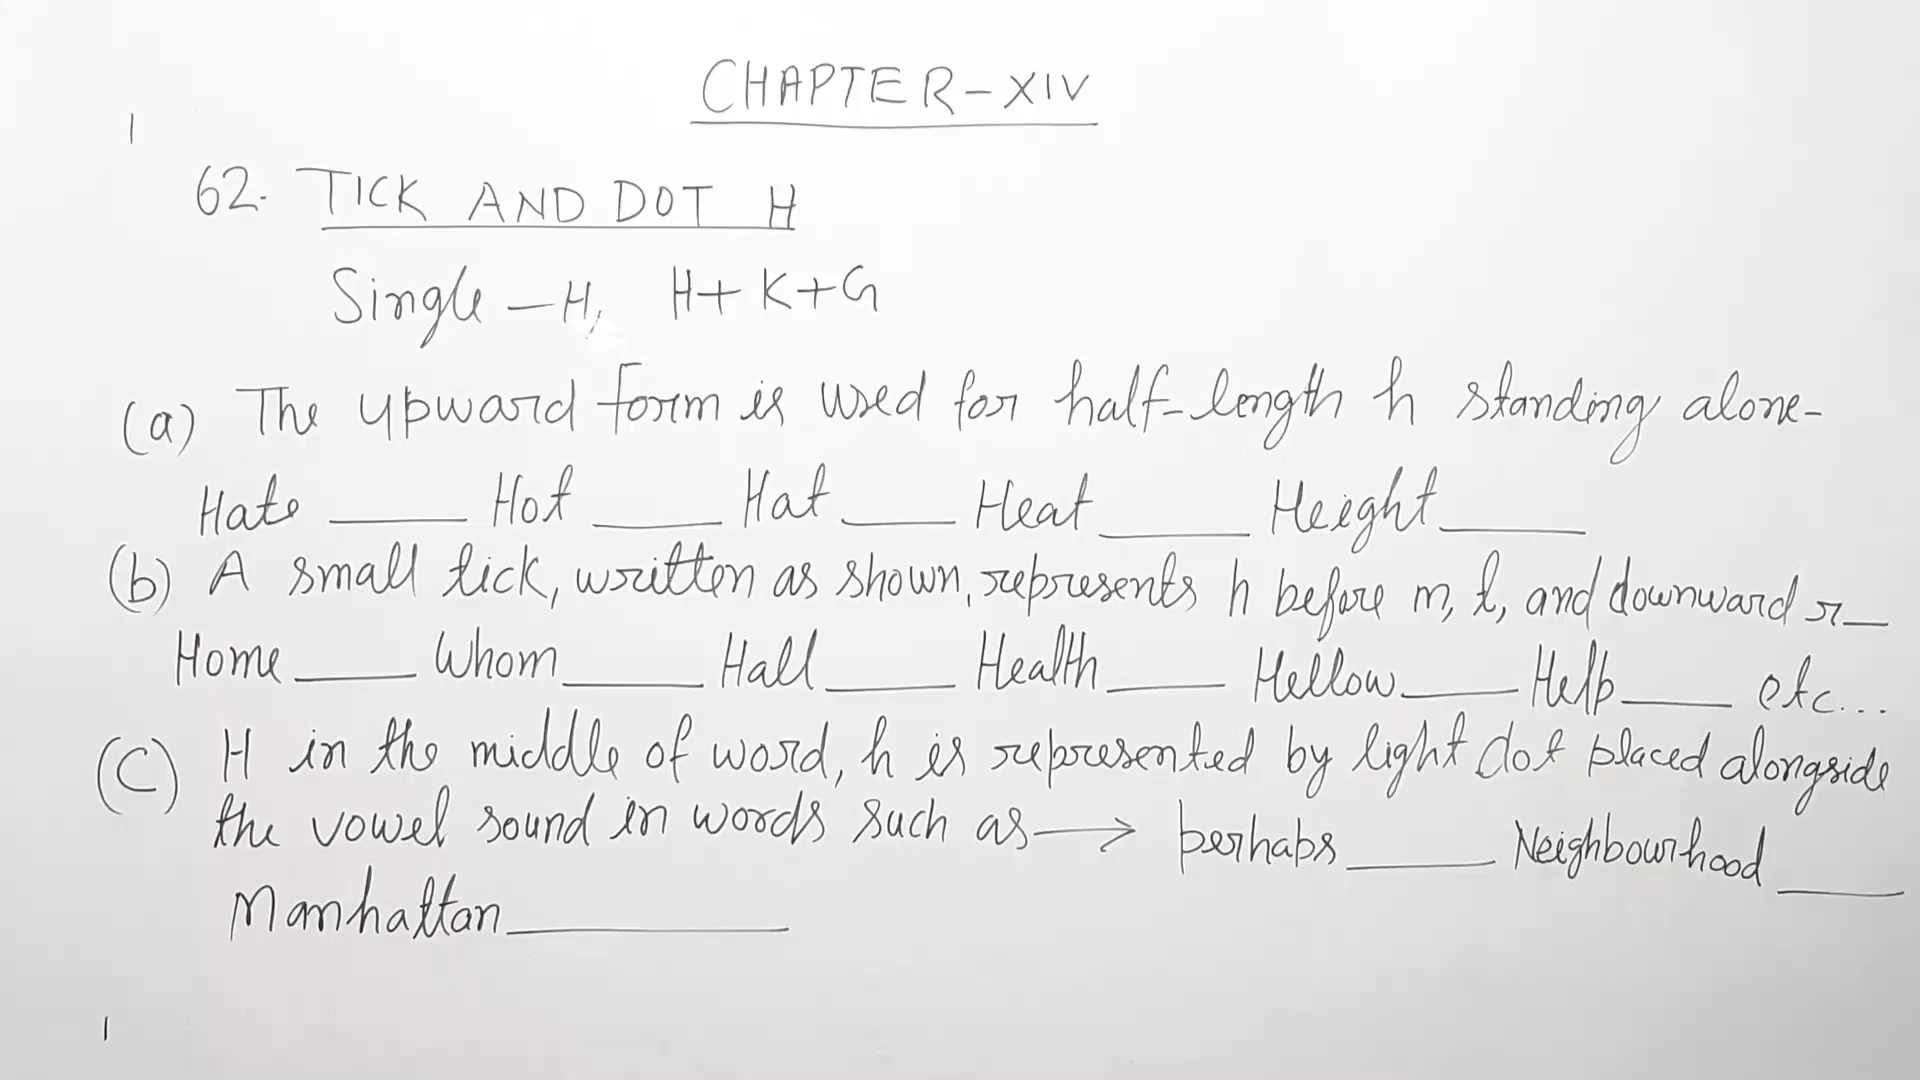 CHAPTER-XIV
62. TICK AND DOT H
Single - H, H+K+G
(a) The upward form is used for half-length h standing alone-
Hate ____ Hot ____ Hat ____ Heat ____ Height ____
(b) A small tick, written as shown, represents h before m, l, and downward r_
Home ____ Whom ____ Hall ____ Health ____ Hellow ____ Help ____ etc...
(C) H in the middle of word, h is represented by light dot placed alongside
the vowel sound in words such as → perhaps ____ Neighbourhood ____
Manhattan ____